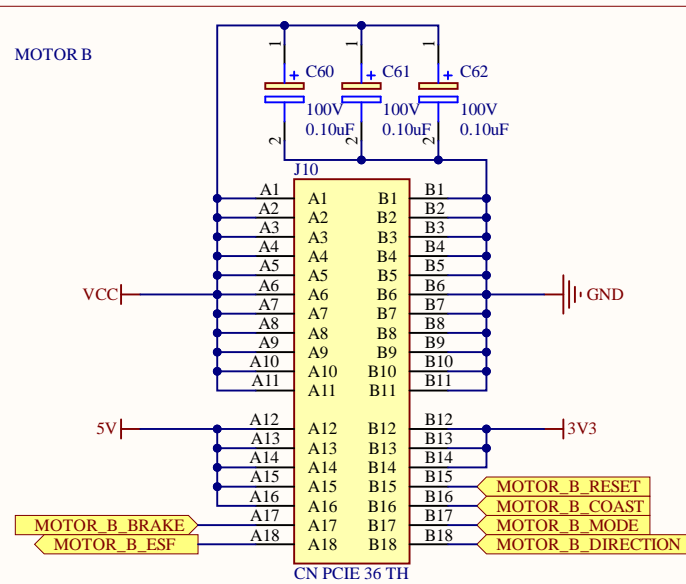 MOTOR B
1 1 1
C60 C61 C62
100V 100V 100V
0.10uF 0.10uF 0.10uF
2 2 2
J10
A1 A1 B1 B1
A2 A2 B2 B2
A3 A3 B3 B3
A4 A4 B4 B4
A5 A5 B5 B5
VCC A6 A6 B6 B6 GND
A7 A7 B7 B7
A8 A8 B8 B8
A9 A9 B9 B9
A10 A10 B10 B10
A11 A11 B11 B11
5V A12 A12 B12 B12 3V3
A13 A13 B13 B13
A14 A14 B14 B14
A15 A15 B15 B15 MOTOR_B_RESET
A16 A16 B16 B16 MOTOR_B_COAST
MOTOR_B_BRAKE A17 A17 B17 B17 MOTOR_B_MODE
MOTOR_B_ESF A18 A18 B18 B18 MOTOR_B_DIRECTION
CN PCIE 36 TH